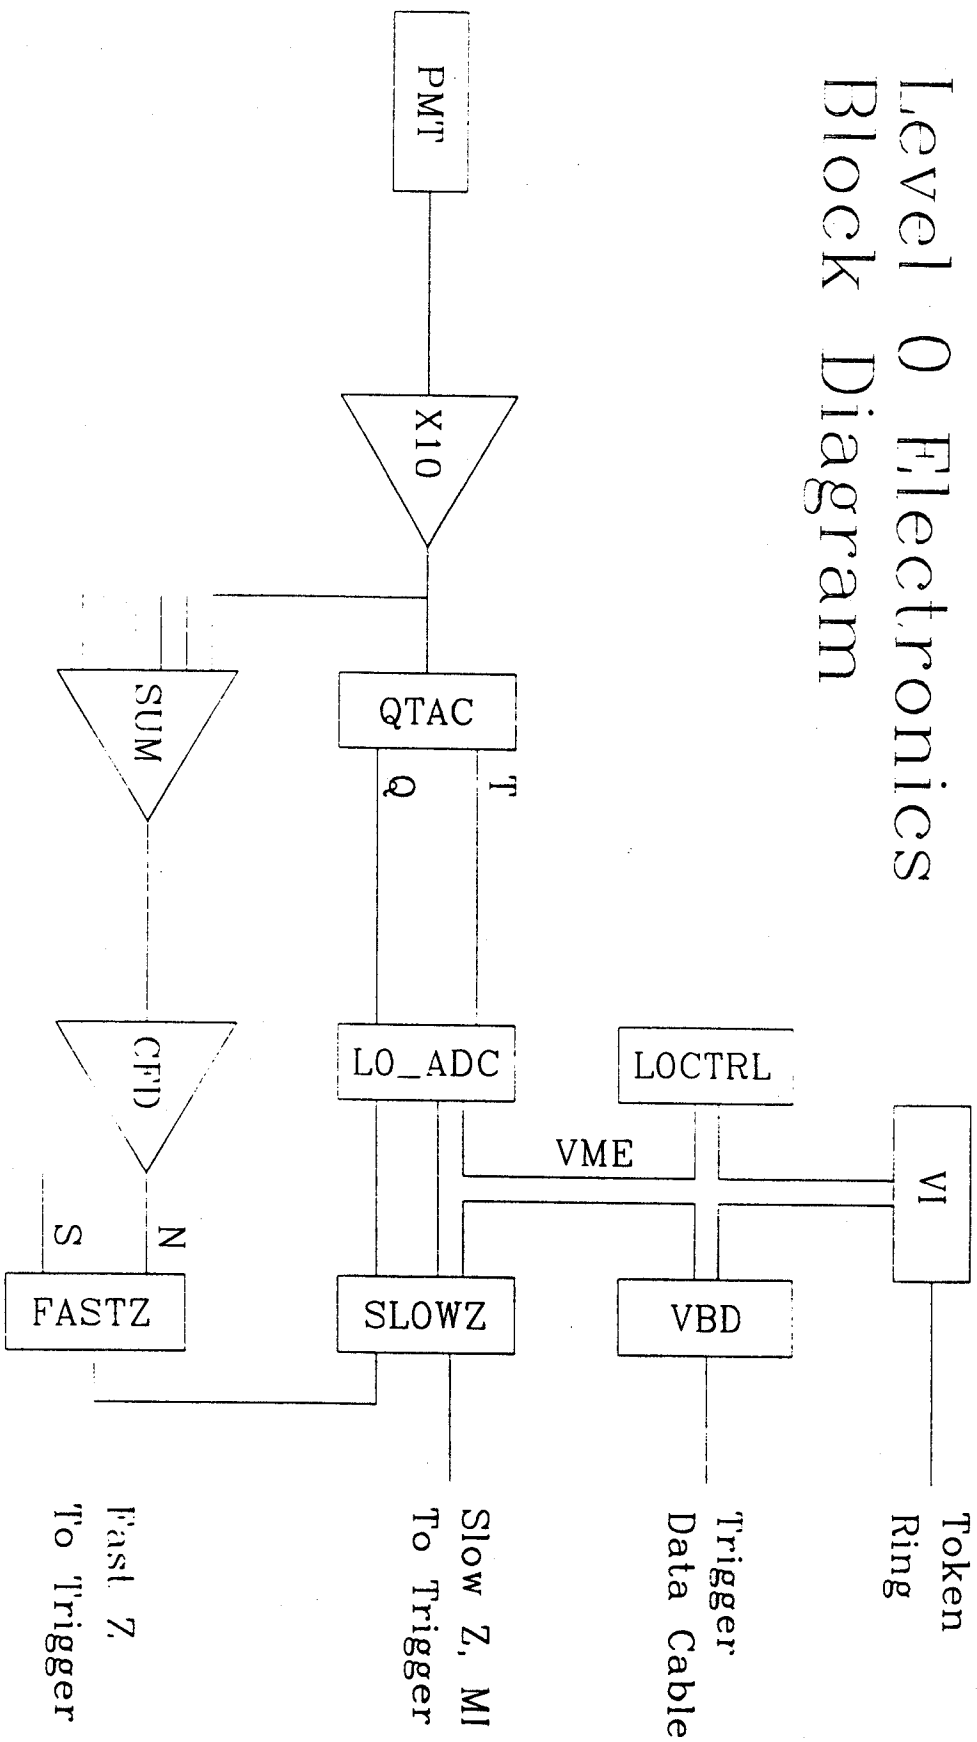 Level 0 Electronics
Block Diagram
PMT
X10
SUM
QTAC
T
Q
CFD
L0_ADC
LOCTRL
VI
VME
N
S
FASTZ
SLOWZ
VBD
Token
Ring
Trigger
Data Cable
Slow Z, MI
To Trigger
Fast Z
To Trigger